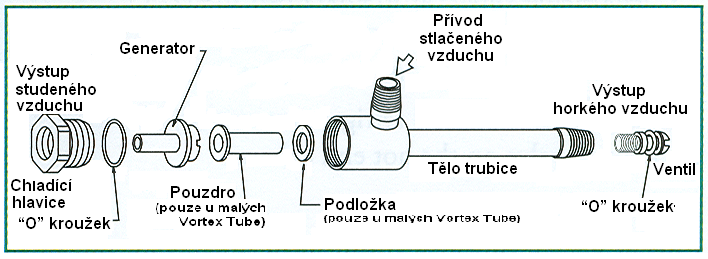 Přívod
stlačeného
vzduchu
Generator
Výstup
studeného
vzduchu
Výstup
horkého vzduchu
Tělo trubice
Ventil
Chladící
hlavice
Pouzdro
(pouze u malých
Vortex Tube)
Podložka
(pouze u malých Vortex Tube)
"O" kroužek
"O" kroužek